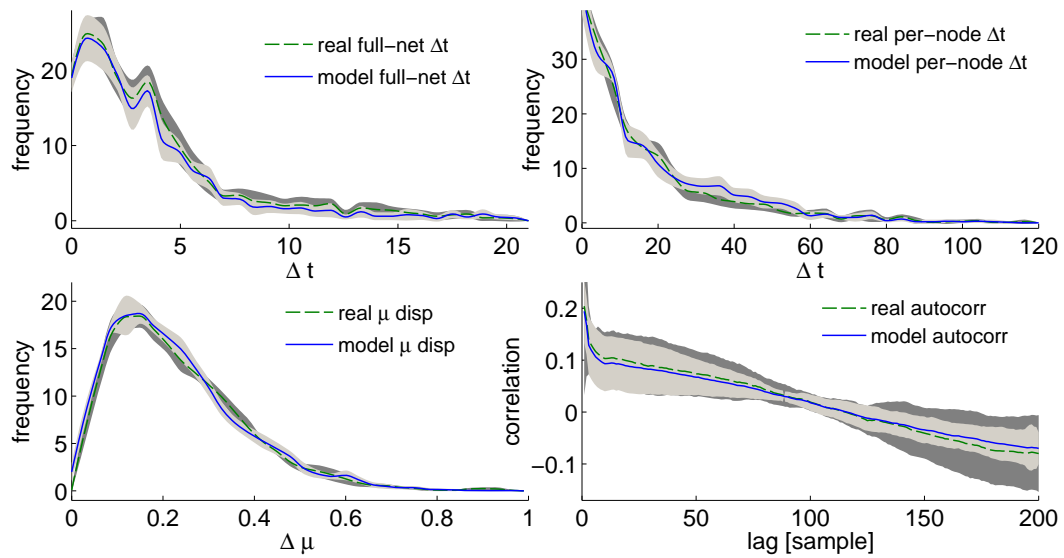 real full-net Δt
model full-net Δt
frequency
20
10
0
0
5
10
15
20
Δ t
real per-node Δt
model per-node Δt
frequency
30
20
10
0
0
20
40
60
80
100
120
Δ t
real μ disp
model μ disp
frequency
20
15
10
5
0
0
0.2
0.4
0.6
0.8
1
Δ μ
real autocorr
model autocorr
correlation
0.2
0.1
0
−0.1
0
50
100
150
200
lag [sample]